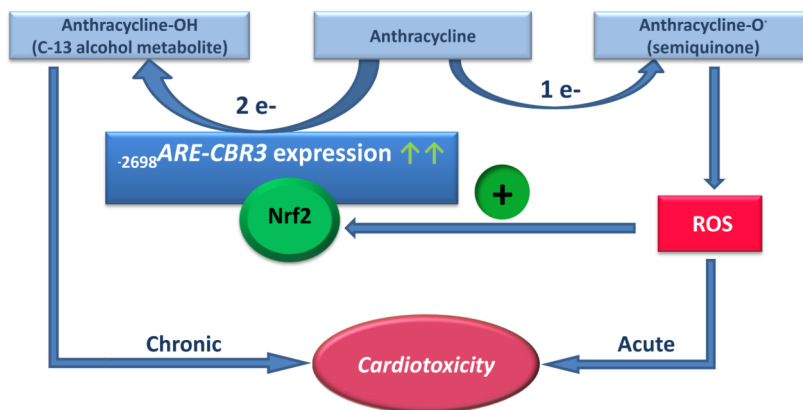 Anthracycline-OH
(C-13 alcohol metabolite)
Anthracycline
Anthracycline-O·
(semiquinone)
2 e-
1 e-
-2698ARE-CBR3 expression ↑↑
Nrf2
+
ROS
Chronic
Cardiotoxicity
Acute